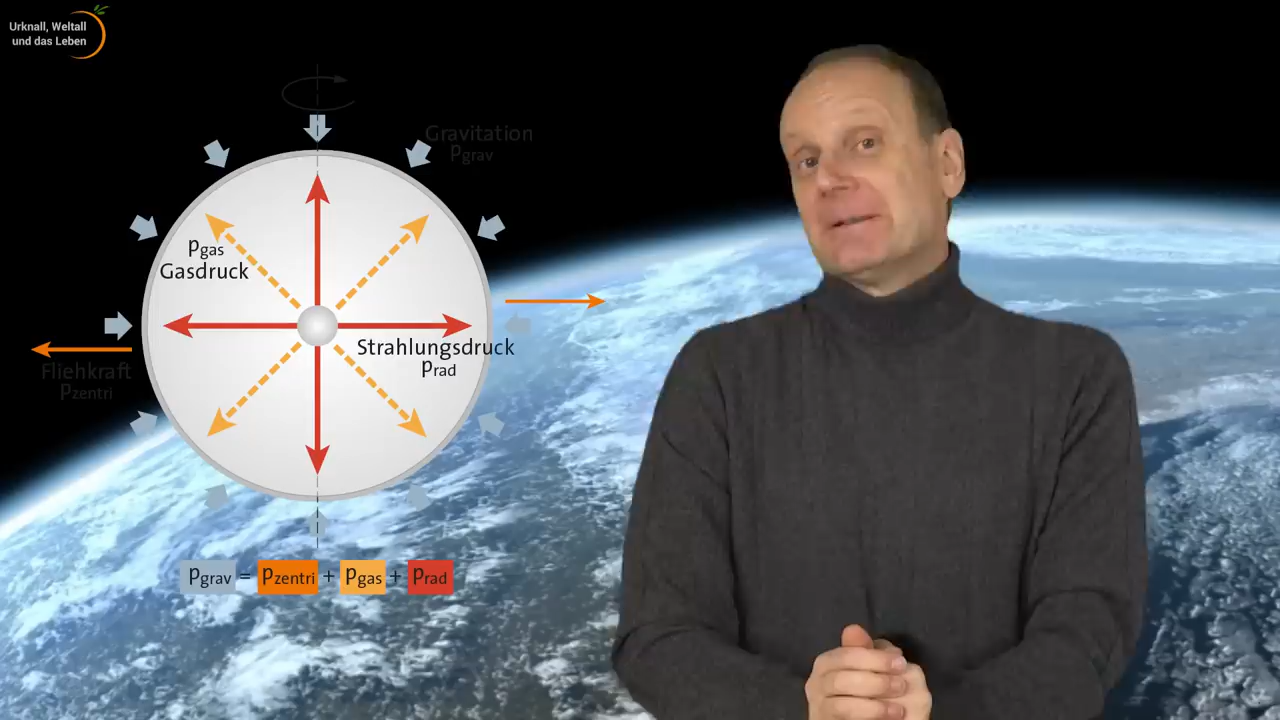 Urknall, Weltall
und das Leben
Gravitation
pgrav
pgas
Gasdruck
Strahlungsdruck
prad
Fliehkraft
pzentri
pgrav = pzentri + pgas + prad